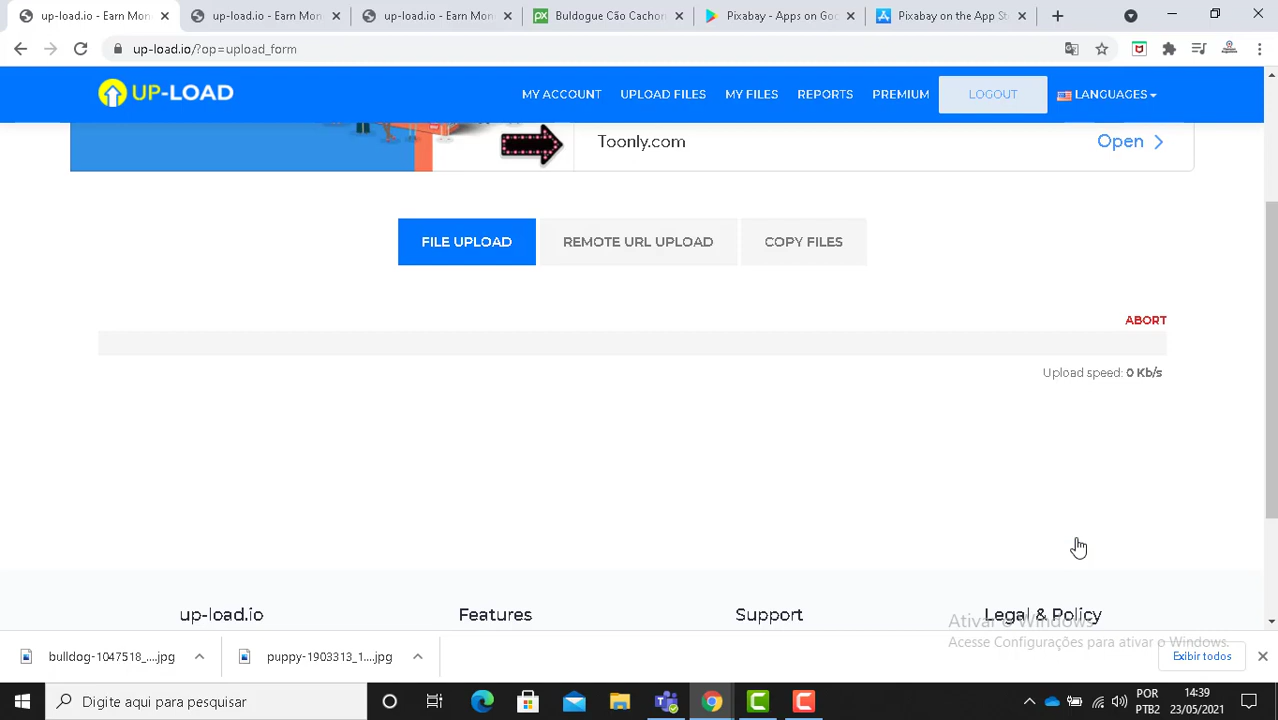 up-load.io - Earn Mon
up-load.io - Earn Mon
up-load.io - Earn Mon
Buldogue Cão Cachor
Pixabay - Apps on Goo
Pixabay on the App St
up-load.io/?op=upload_form
UP-LOAD
MY ACCOUNT
UPLOAD FILES
MY FILES
REPORTS
PREMIUM
LOGOUT
LANGUAGES
Toonly.com
Open
FILE UPLOAD
REMOTE URL UPLOAD
COPY FILES
ABORT
Upload speed: 0 Kb/s
up-load.io
Features
Support
Legal & Policy
Ativar o Windows
Acesse Configurações para ativar o Windows.
bulldog-1047518_....jpg
puppy-1903313_1....jpg
Exibir todos
Digite aqui para pesquisar
POR
PTB2
14:39
23/05/2021